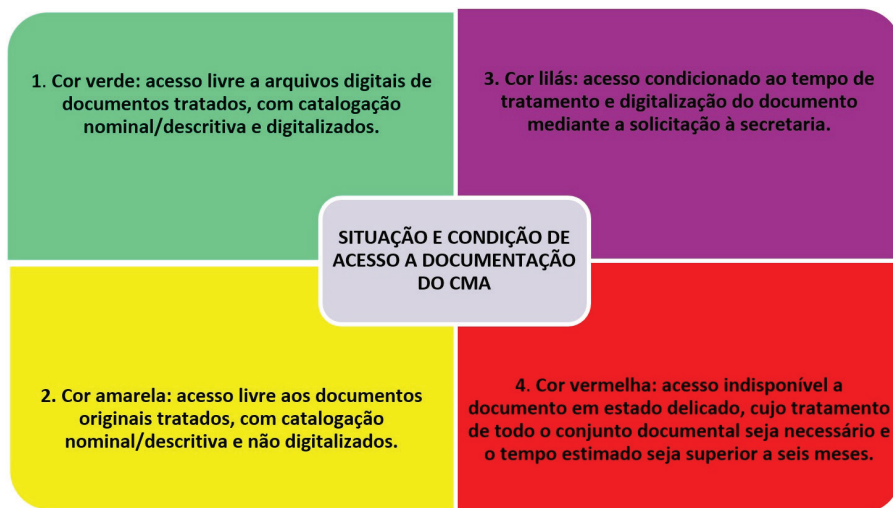 1. Cor verde: acesso livre a arquivos digitais de
documentos tratados, com catalogação
nominal/descritiva e digitalizados.
3. Cor lilás: acesso condicionado ao tempo de
tratamento e digitalização do documento
mediante a solicitação à secretaria.
SITUAÇÃO E CONDIÇÃO DE
ACESSO A DOCUMENTAÇÃO
DO CMA
2. Cor amarela: acesso livre aos documentos
originais tratados, com catalogação
nominal/descritiva e não digitalizados.
4. Cor vermelha: acesso indisponível a
documento em estado delicado, cujo tratamento
de todo o conjunto documental seja necessário e
o tempo estimado seja superior a seis meses.